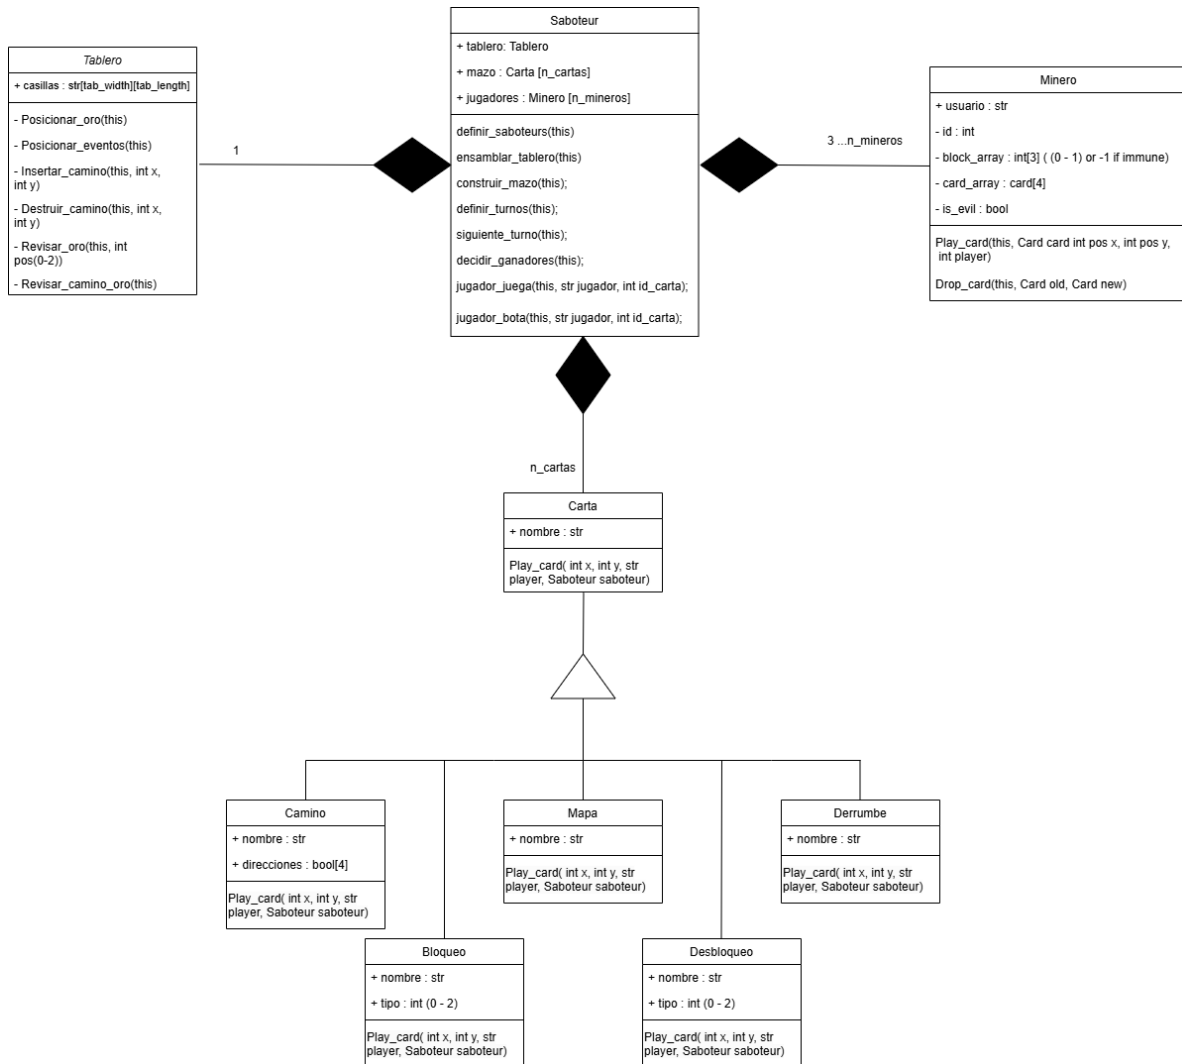 Saboteur
+ tablero: Tablero
+ mazo : Carta [n_cartas]
+ jugadores : Minero [n_mineros]
definir_saboteurs(this)
ensamblar_tablero(this)
construir_mazo(this);
definir_turnos(this);
siguiente_turno(this);
decidir_ganadores(this);
jugador_juega(this, str jugador, int id_carta);
jugador_bota(this, str jugador, int id_carta);
Tablero
+ casillas : str[tab_width][tab_length]
- Posicionar_oro(this)
- Posicionar_eventos(this)
- Insertar_camino(this, int x,
int y)
- Destruir_camino(this, int x,
int y)
- Revisar_oro(this, int
pos(0-2))
- Revisar_camino_oro(this)
1
3 ...n_mineros
Minero
+ usuario : str
- id : int
- block_array : int[3] ( (0 - 1) or -1 if immune)
- card_array : card[4]
- is_evil : bool
Play_card(this, Card card int pos x, int pos y,
int player)
Drop_card(this, Card old, Card new)
n_cartas
Carta
+ nombre : str
Play_card( int x, int y, str
player, Saboteur saboteur)
Camino
+ nombre : str
+ direcciones : bool[4]
Play_card( int x, int y, str
player, Saboteur saboteur)
Mapa
+ nombre : str
Play_card( int x, int y, str
player, Saboteur saboteur)
Derrumbe
+ nombre : str
Play_card( int x, int y, str
player, Saboteur saboteur)
Bloqueo
+ nombre : str
+ tipo : int (0 - 2)
Play_card( int x, int y, str
player, Saboteur saboteur)
Desbloqueo
+ nombre : str
+ tipo : int (0 - 2)
Play_card( int x, int y, str
player, Saboteur saboteur)